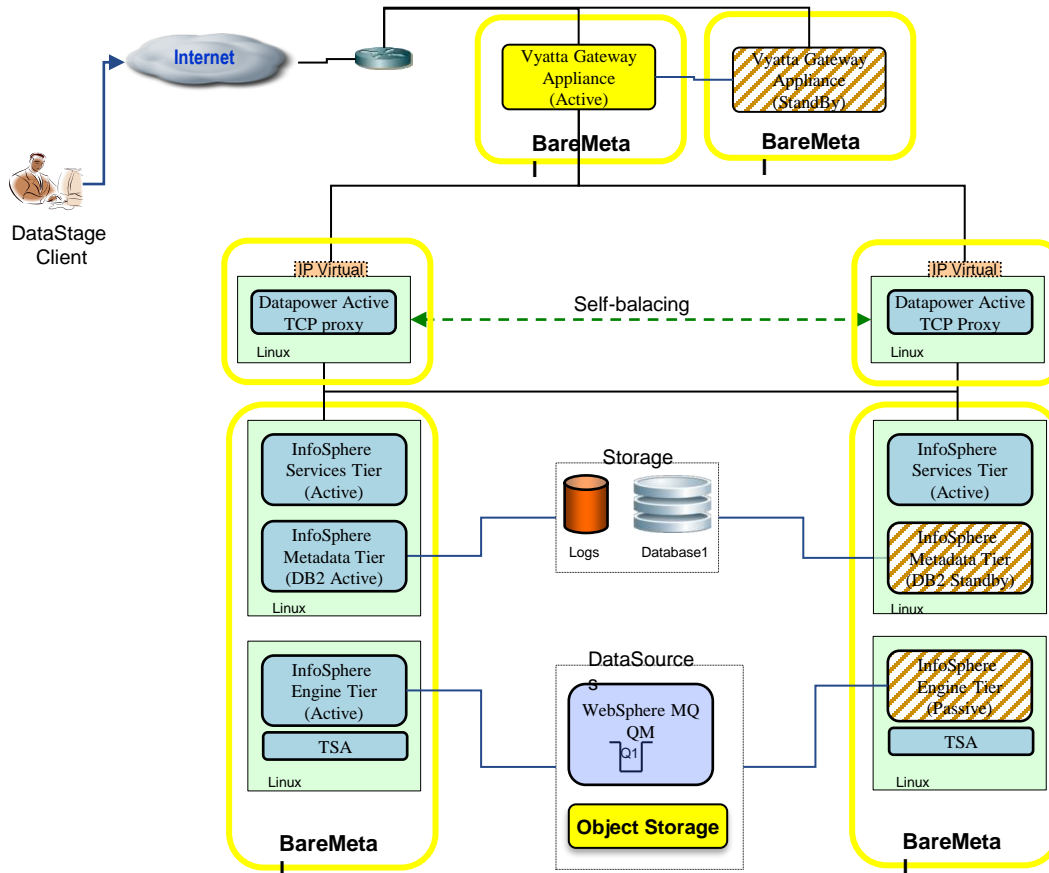 Internet
Vyatta Gateway
Appliance
(Active)
Vyatta Gateway
Appliance
(StandBy)
BareMeta
l
BareMeta
l
DataStage
Client
IP Virtual
Datapower Active
TCP proxy
Linux
Self-balacing
IP Virtual
Datapower Active
TCP Proxy
Linux
InfoSphere
Services Tier
(Active)
InfoSphere
Metadata Tier
(DB2 Active)
Linux
Storage
Logs
Database1
InfoSphere
Services Tier
(Active)
InfoSphere
Metadata Tier
(DB2 Standby)
Linux
InfoSphere
Engine Tier
(Active)
TSA
Linux
DataSource
s
WebSphere MQ
QM
Q1
Object Storage
InfoSphere
Engine Tier
(Passive)
TSA
Linux
BareMeta
l
BareMeta
l